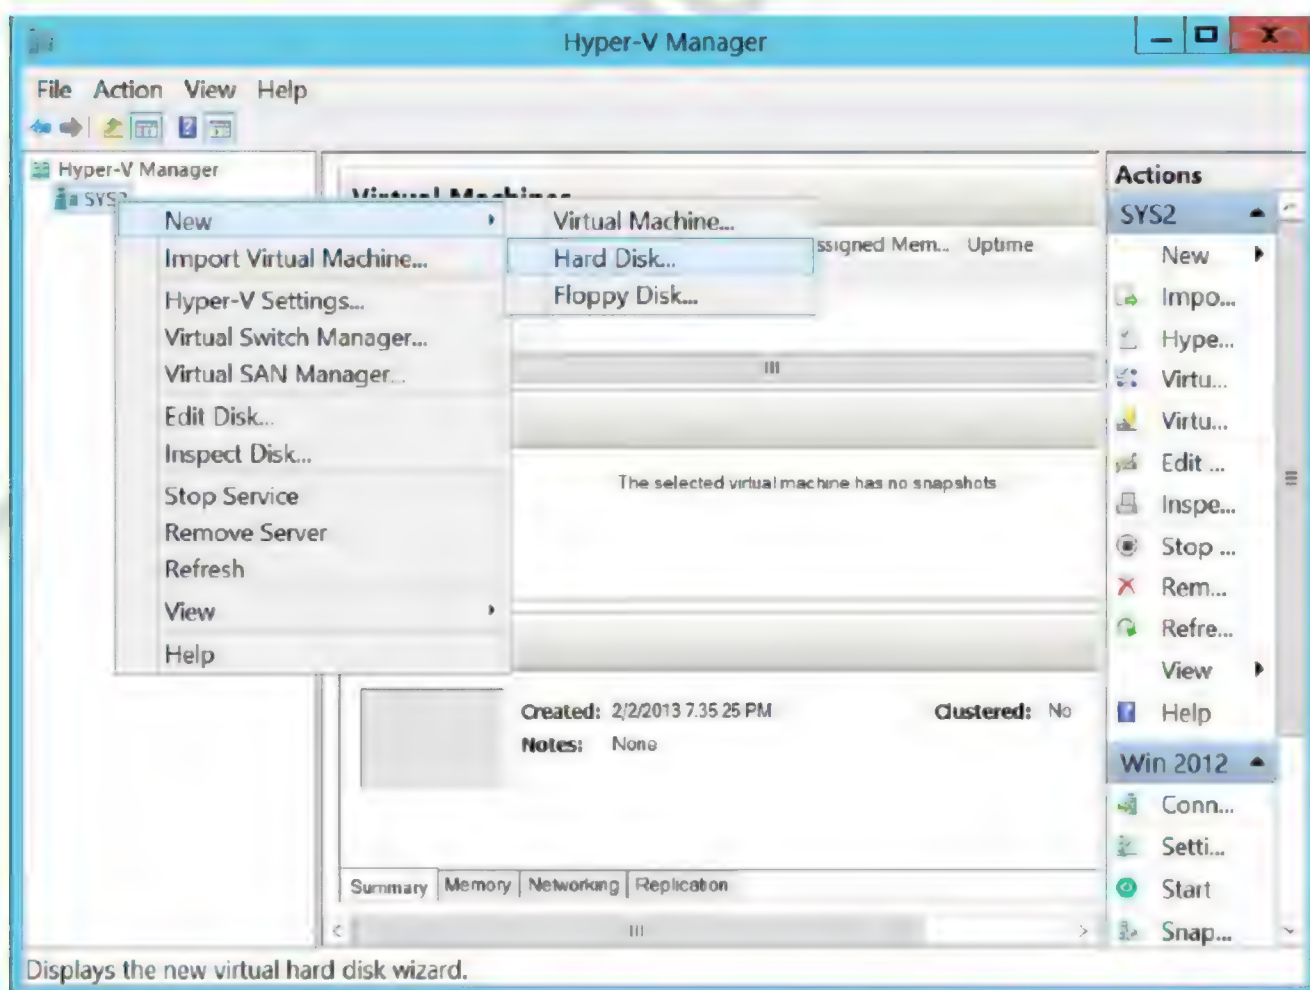 Hyper-V Manager
File Action View Help
Hyper-V Manager
SYS2
New
Import Virtual Machine...
Hyper-V Settings...
Virtual Switch Manager...
Virtual SAN Manager...
Edit Disk...
Inspect Disk...
Stop Service
Remove Server
Refresh
View
Help
Virtual Machine...
Hard Disk...
Floppy Disk...
Virtual Machines
ssigned Mem... Uptime
The selected virtual machine has no snapshots
Created: 2/2/2013 7.35 25 PM Clustered: No
Notes: None
Summary Memory Networking Replication
Actions
SYS2
New
Impo...
Hype...
Virtu...
Virtu...
Edit ...
Inspe...
Stop ...
Rem...
Refre...
View
Help
Win 2012
Conn...
Setti...
Start
Snap...
Displays the new virtual hard disk wizard.